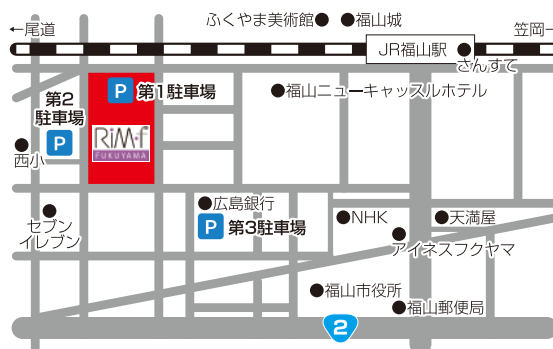 ふくやま美術館
福山城
←尾道
笠岡
JR福山駅
さんすて
P 第1駐車場
福山ニューキャッスルホテル
第2
駐車場
P
RiM-f
FUKUYAMA
西小
広島銀行
P 第3駐車場
NHK
天満屋
セブン
イレブン
アイネスフクヤマ
福山市役所
福山郵便局
2